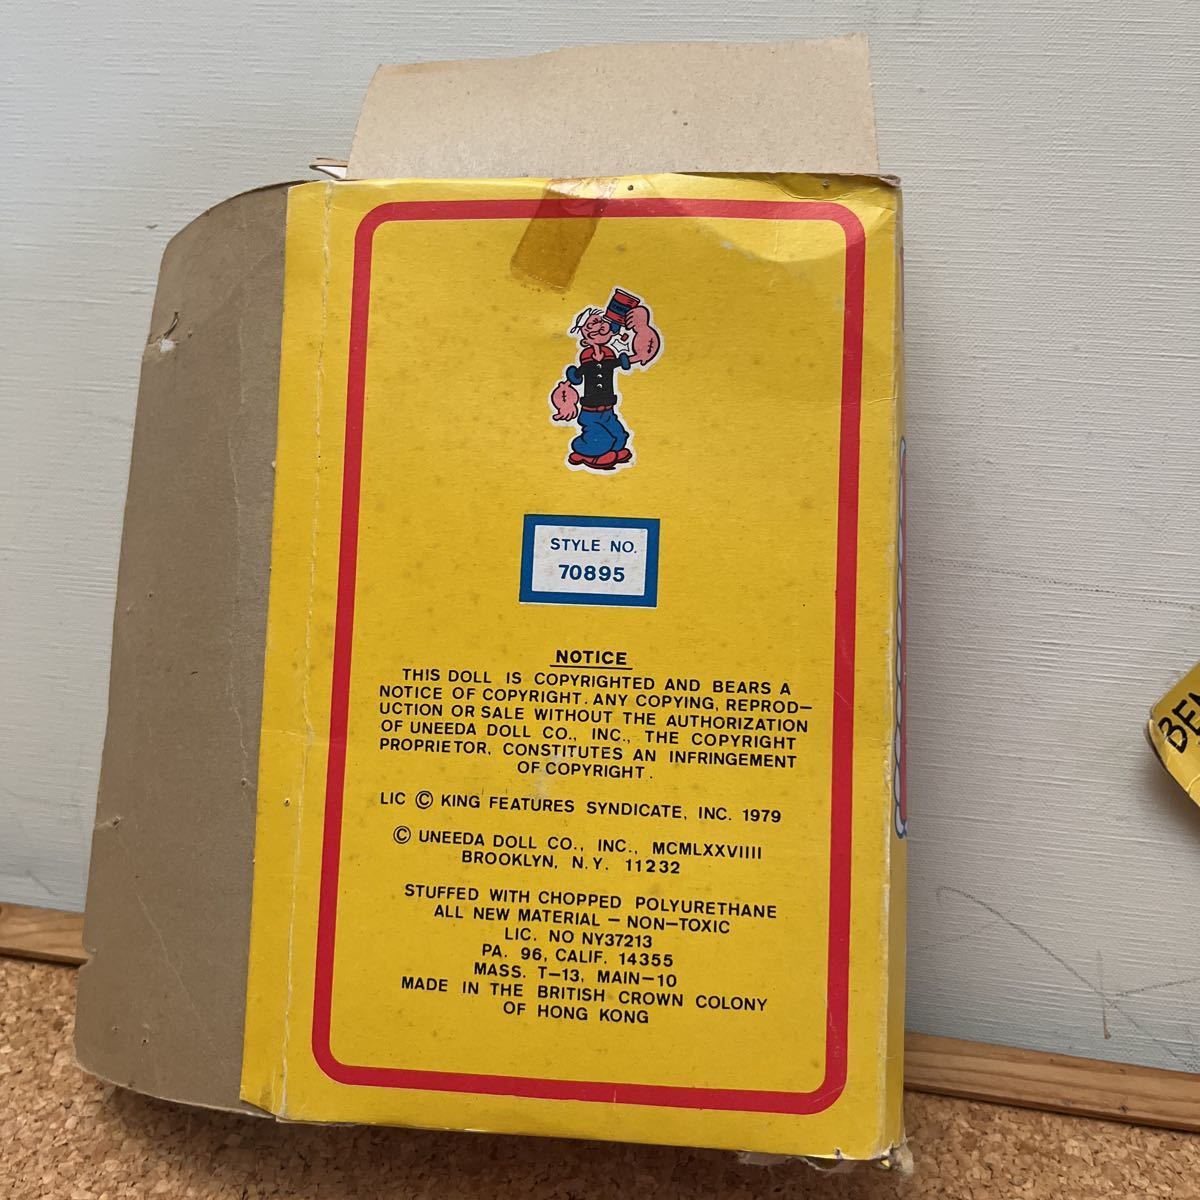 STYLE NO.
70895
NOTICE
THIS DOLL IS COPYRIGHTED AND BEARS A
NOTICE OF COPYRIGHT. ANY COPYING, REPROD—
UCTION OR SALE WITHOUT THE AUTHORIZATION
OF UNEEDA DOLL CO., INC., THE COPYRIGHT
PROPRIETOR, CONSTITUTES AN INFRINGEMENT
OF COPYRIGHT.
LIC © KING FEATURES SYNDICATE, INC. 1979
© UNEEDA DOLL CO., INC., MCMLXXVIIII
BROOKLYN, N.Y. 11232
STUFFED WITH CHOPPED POLYURETHANE
ALL NEW MATERIAL — NON—TOXIC
LIC. NO NY37213
PA. 96, CALIF. 14355
MASS. T—13, MAIN—10
MADE IN THE BRITISH CROWN COLONY
OF HONG KONG
BEN